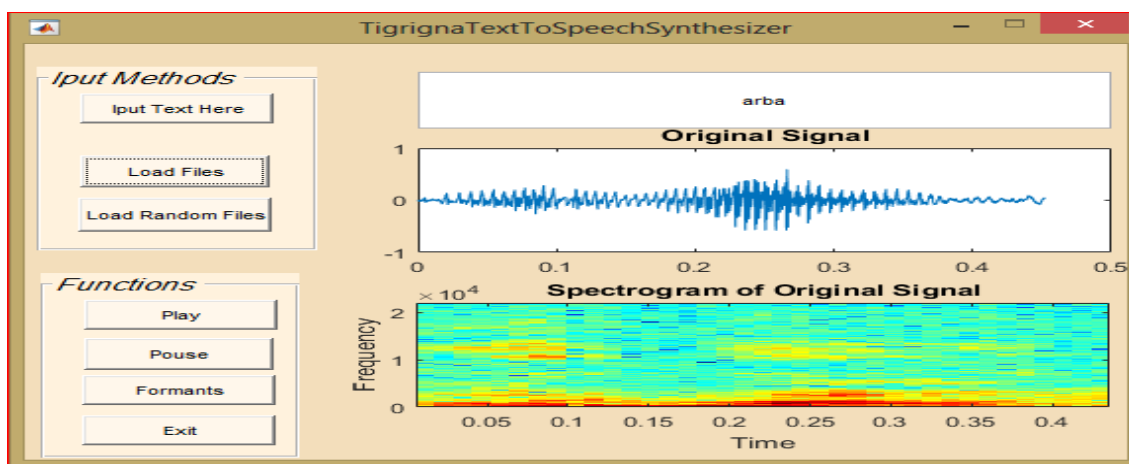 TigrignaTextToSpeechSynthesizer
Iput Methods
Iput Text Here
Load Files
Load Random Files
Functions
Play
Pouse
Formants
Exit
arba
Original Signal
1
0
-1
0 0.1 0.2 0.3 0.4 0.5
× 10^4 Spectrogram of Original Signal
Frequency
2
1
0
0.05 0.1 0.15 0.2 0.25 0.3 0.35 0.4
Time